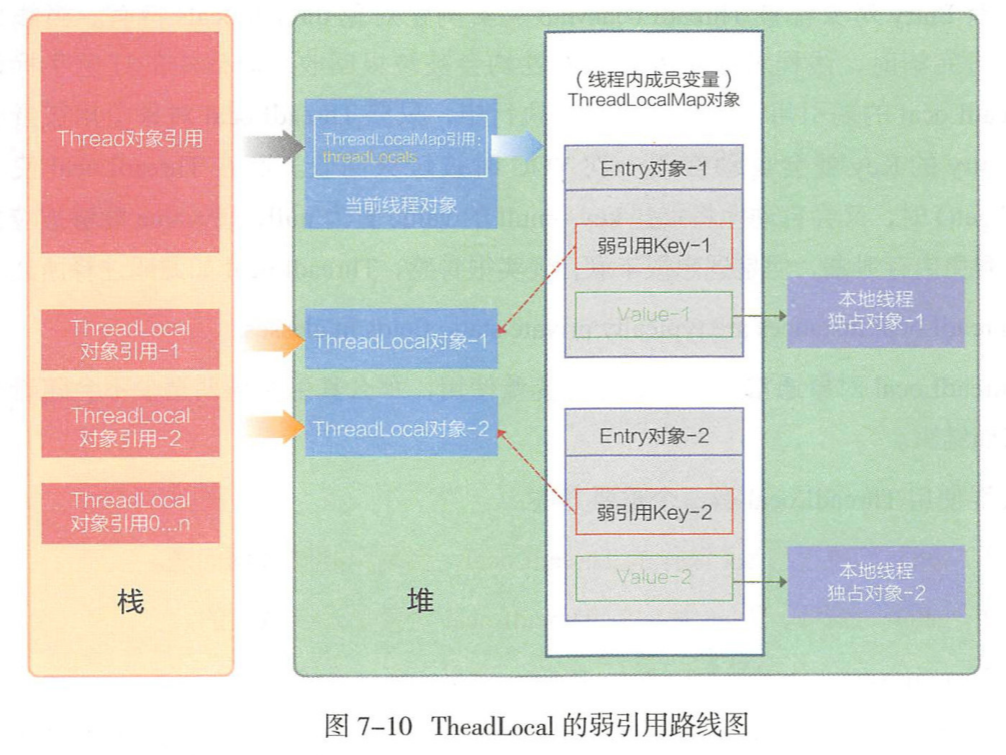 Thread对象引用
ThreadLocal
对象引用-1
ThreadLocal
对象引用-2
ThreadLocal
对象引用0...n
栈
ThreadLocalMap引用:
threadLocals
当前线程对象
ThreadLocal对象-1
ThreadLocal对象-2
堆
（线程内成员变量）
ThreadLocalMap对象
Entry对象-1
弱引用Key-1
Value-1
Entry对象-2
弱引用Key-2
Value-2
本地线程
独占对象-1
本地线程
独占对象-2
图 7-10 TheadLocal 的弱引用路线图